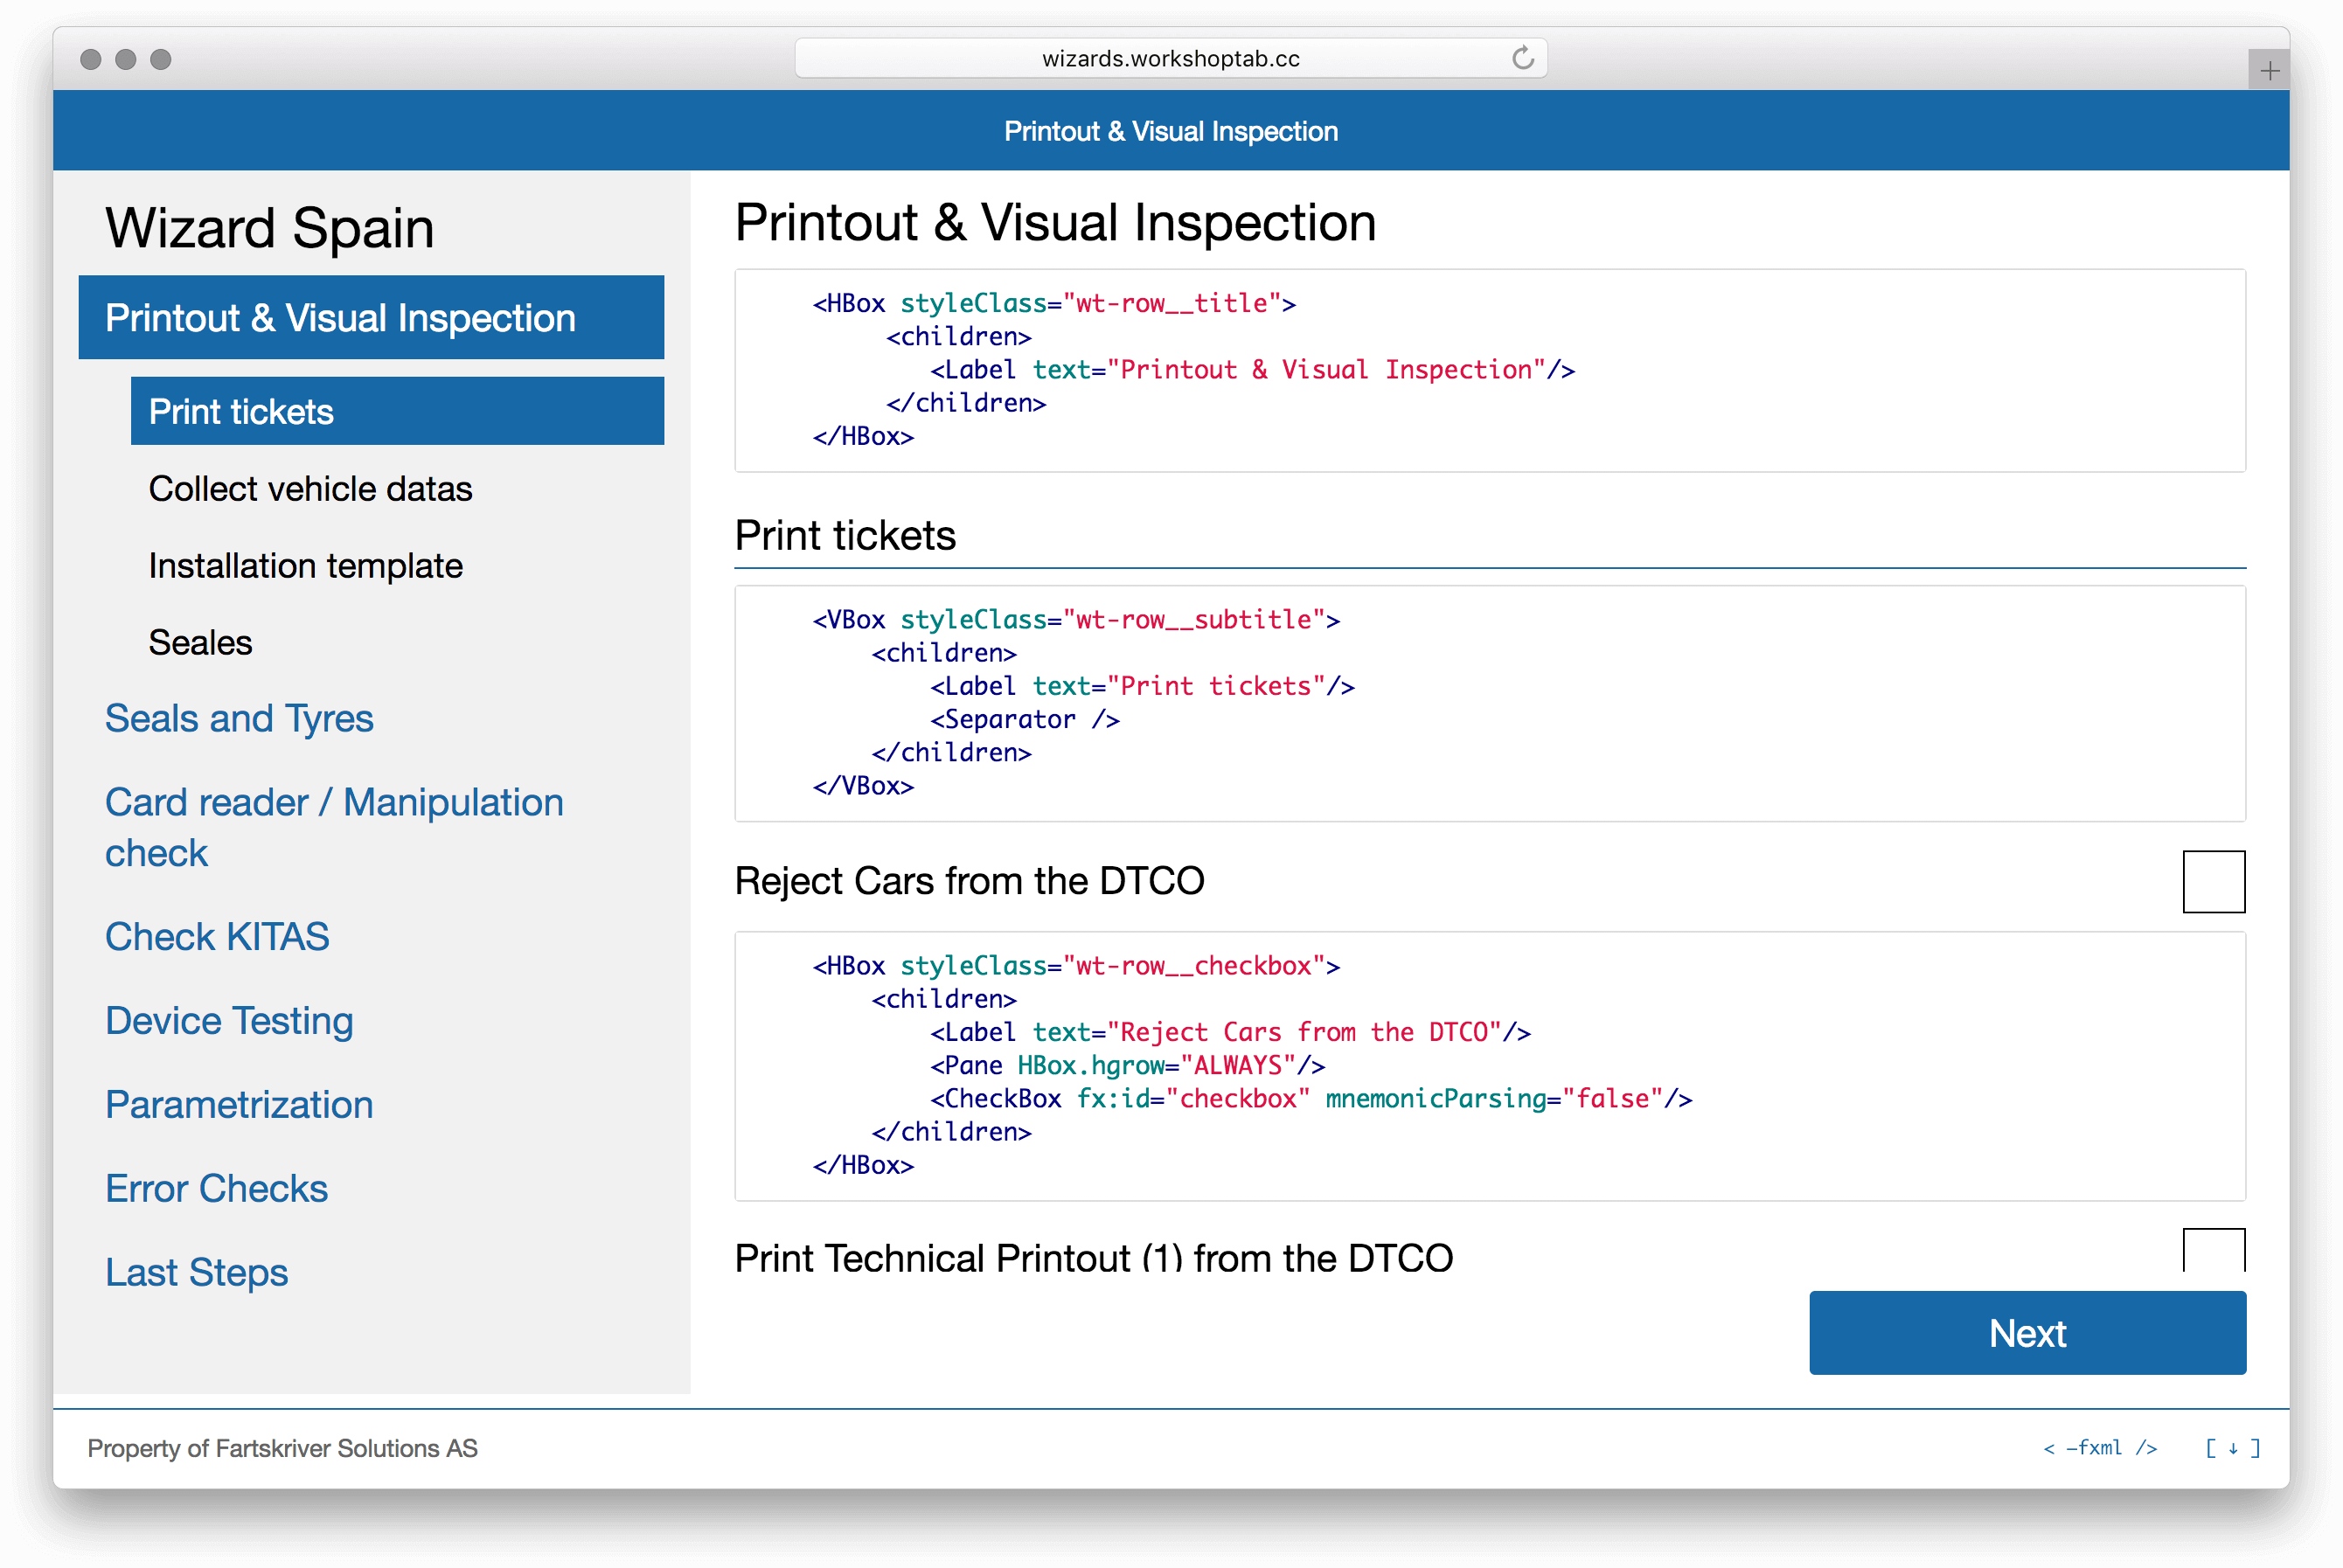 wizards.workshoptab.cc
Printout & Visual Inspection
Wizard Spain
Printout & Visual Inspection
Print tickets
Collect vehicle datas
Installation template
Seales
Seals and Tyres
Card reader / Manipulation
check
Check KITAS
Device Testing
Parametrization
Error Checks
Last Steps
Printout & Visual Inspection
<HBox styleClass="wt-row__title">
<children>
<Label text="Printout & Visual Inspection"/>
</children>
</HBox>
Print tickets
<VBox styleClass="wt-row__subtitle">
<children>
<Label text="Print tickets"/>
<Separator />
</children>
</VBox>
Reject Cars from the DTCO
<HBox styleClass="wt-row__checkbox">
<children>
<Label text="Reject Cars from the DTCO"/>
<Pane HBox.hgrow="ALWAYS"/>
<CheckBox fx:id="checkbox" mnemonicParsing="false"/>
</children>
</HBox>
Print Technical Printout (1) from the DTCO
Next
Property of Fartskriver Solutions AS
< –fxml />
[ ↓ ]